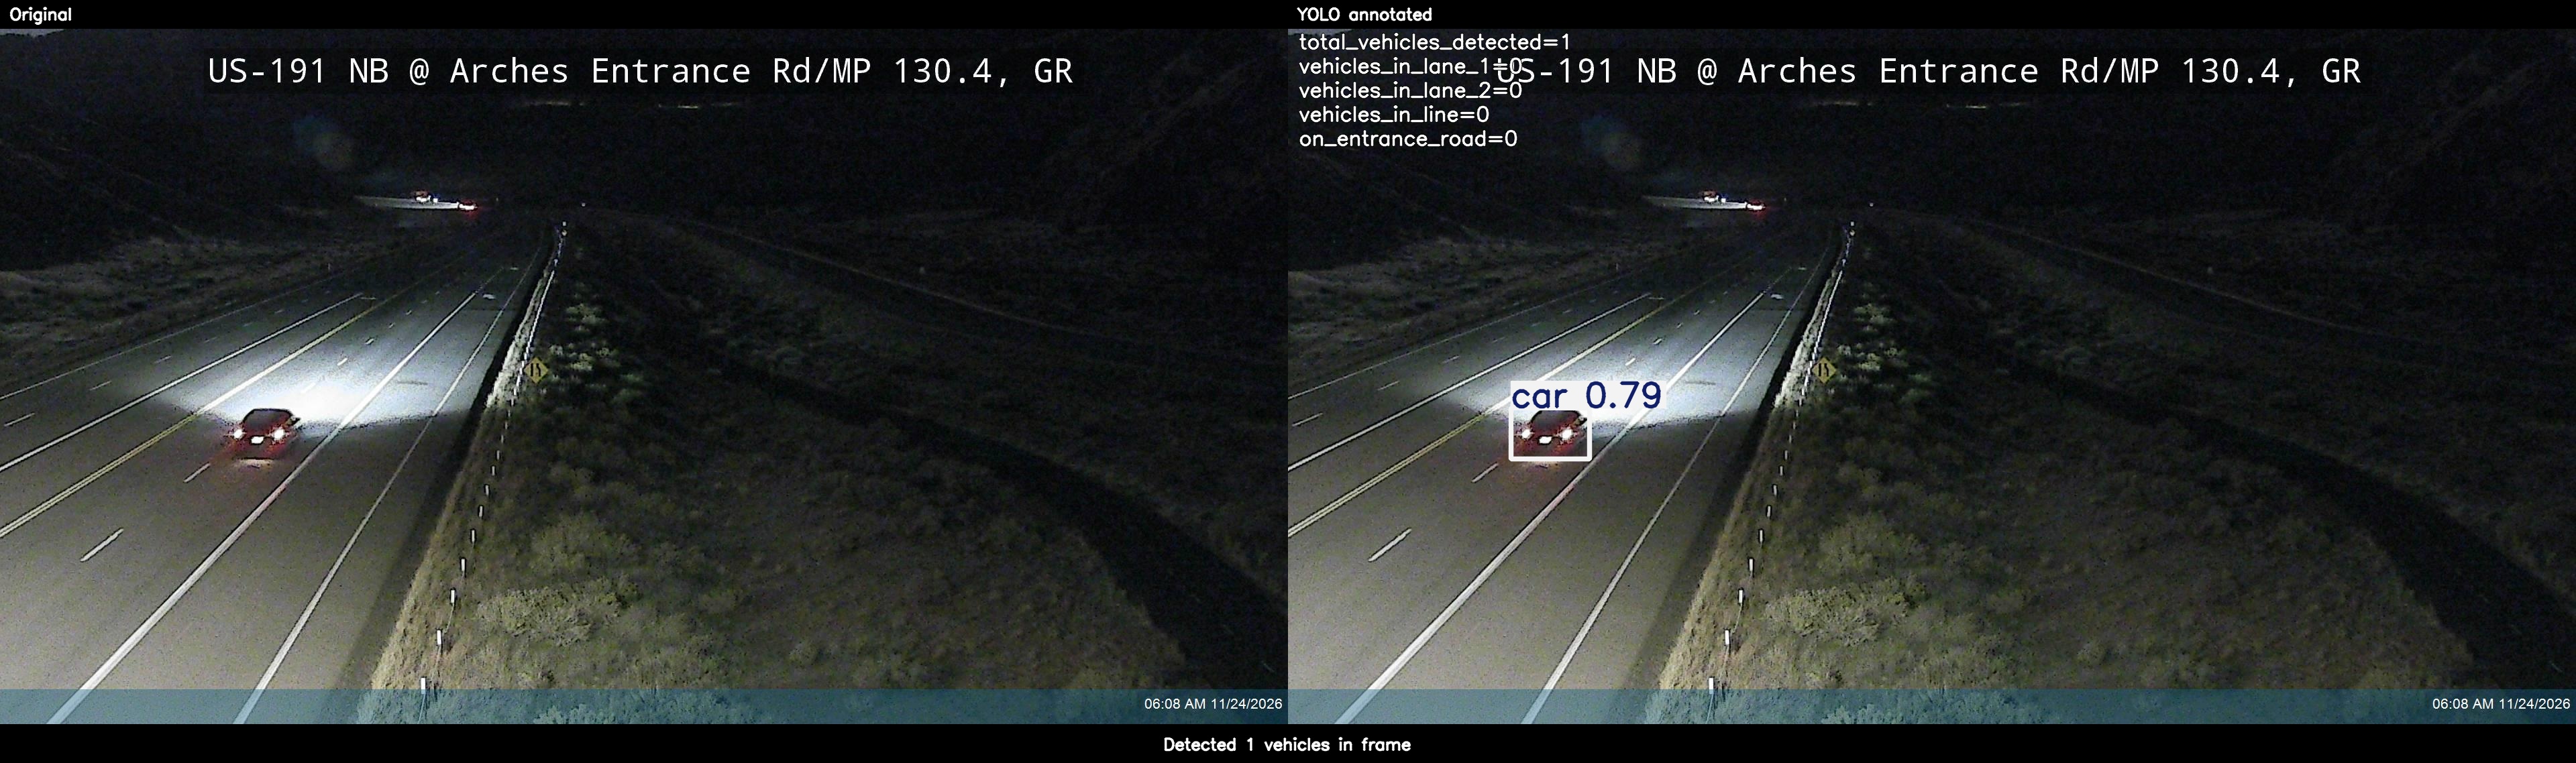 Original
US-191 NB @ Arches Entrance Rd/MP 130.4, GR
06:08 AM 11/24/2026
YOLO annotated
total_vehicles_detected=1
vehicles_in_lane_1=0
US-191 NB @ Arches Entrance Rd/MP 130.4, GR
vehicles_in_lane_2=0
vehicles_in_line=0
on_entrance_road=0
car 0.79
06:08 AM 11/24/2026
Detected 1 vehicles in frame